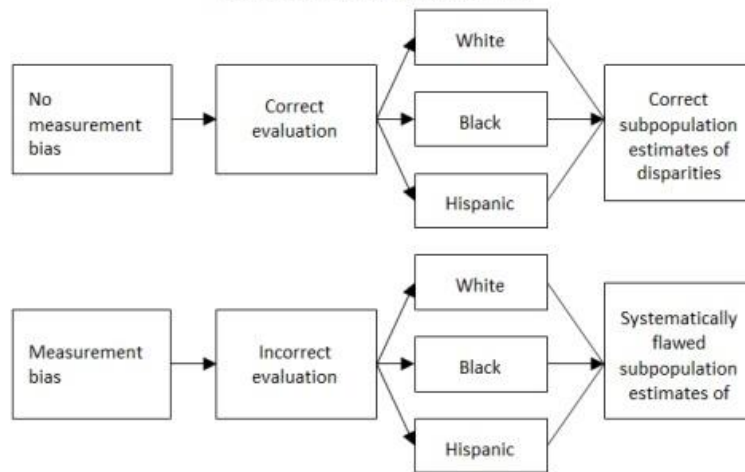 White
No
measurement
bias
Correct
evaluation
Black
Correct
subpopulation
estimates of
disparities
Hispanic
White
Measurement
bias
Incorrect
evaluation
Black
Systematically
flawed
subpopulation
estimates of
Hispanic